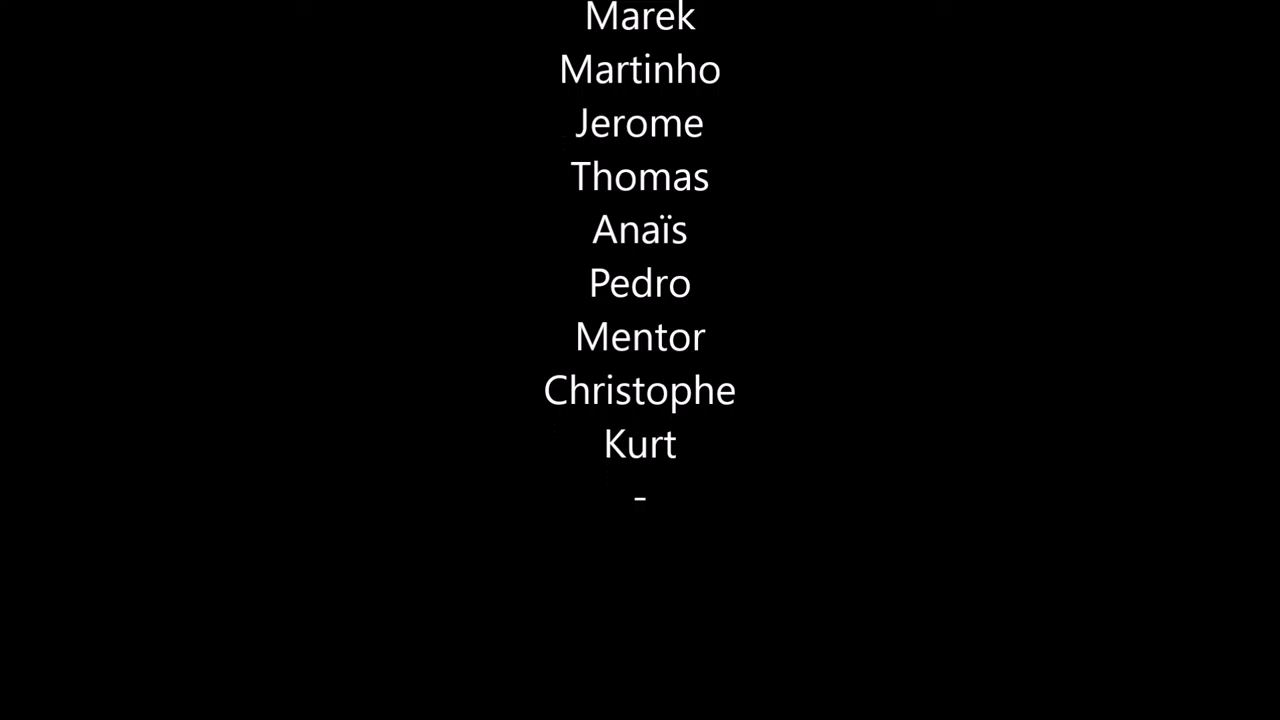 Marek
Martinho
Jerome
Thomas
Anaïs
Pedro
Mentor
Christophe
Kurt
-